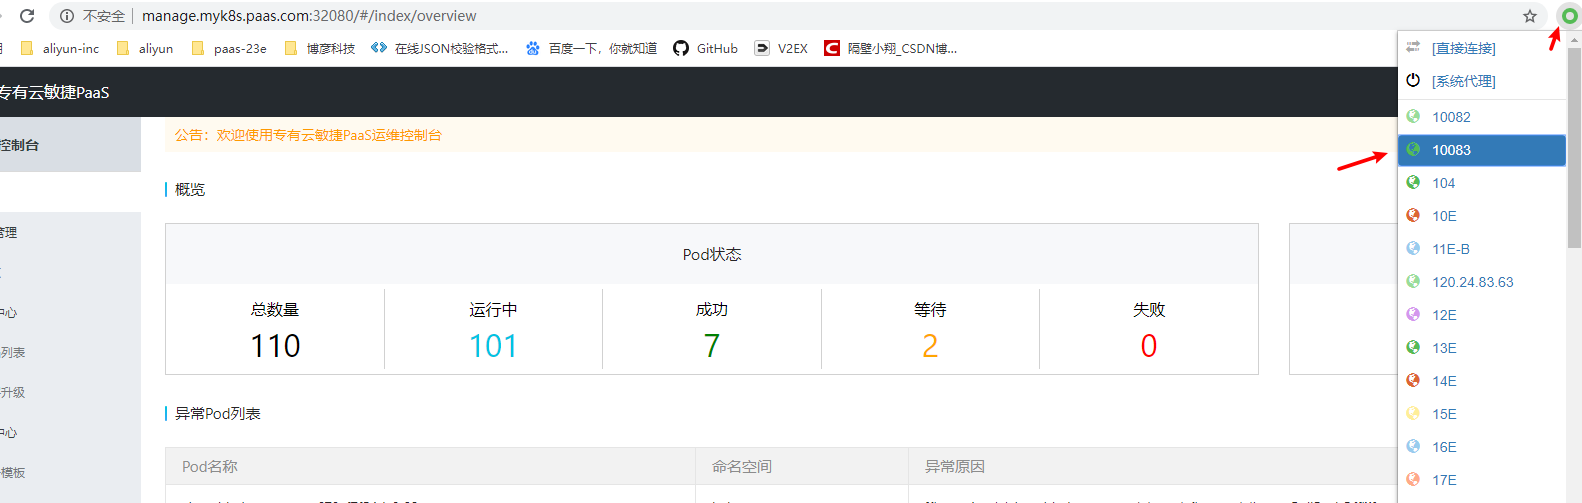 不安全 manage.myk8s.paas.com:32080/#/index/overview
aliyun-inc aliyun paas-23e 博彦科技 在线JSON校验格式... 百度一下，你就知道 GitHub V2EX 隔壁小翔_CSDN博...
专有云敏捷PaaS
控制台
公告：欢迎使用专有云敏捷PaaS运维控制台
概览
管理
中心
列表
升级
中心
模板
Pod状态
总数量 运行中 成功 等待 失败
110 101 7 2 0
异常Pod列表
Pod名称 命名空间 异常原因
[直接连接]
[系统代理]
10082
10083
104
10E
11E-B
120.24.83.63
12E
13E
14E
15E
16E
17E